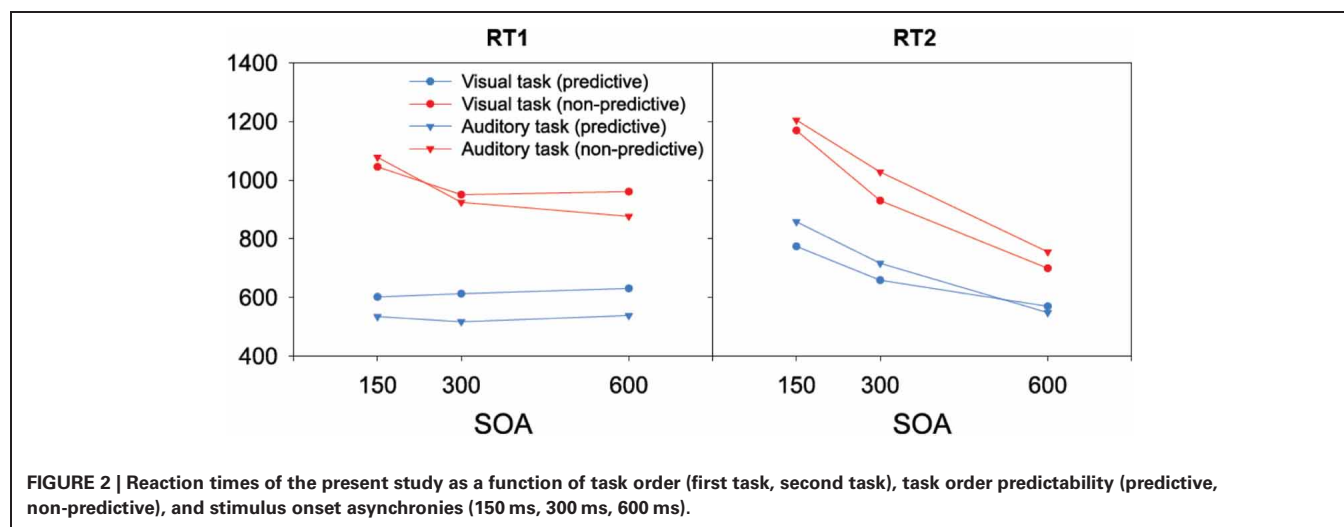 RT1 RT2
1400
Visual task (predictive)
Visual task (non-predictive)
Auditory task (predictive)
Auditory task (non-predictive)
1200
1000
800
600
400
150 300 600 150 300 600
SOA SOA
FIGURE 2 | Reaction times of the present study as a function of task order (first task, second task), task order predictability (predictive,
non-predictive), and stimulus onset asynchronies (150 ms, 300 ms, 600 ms).